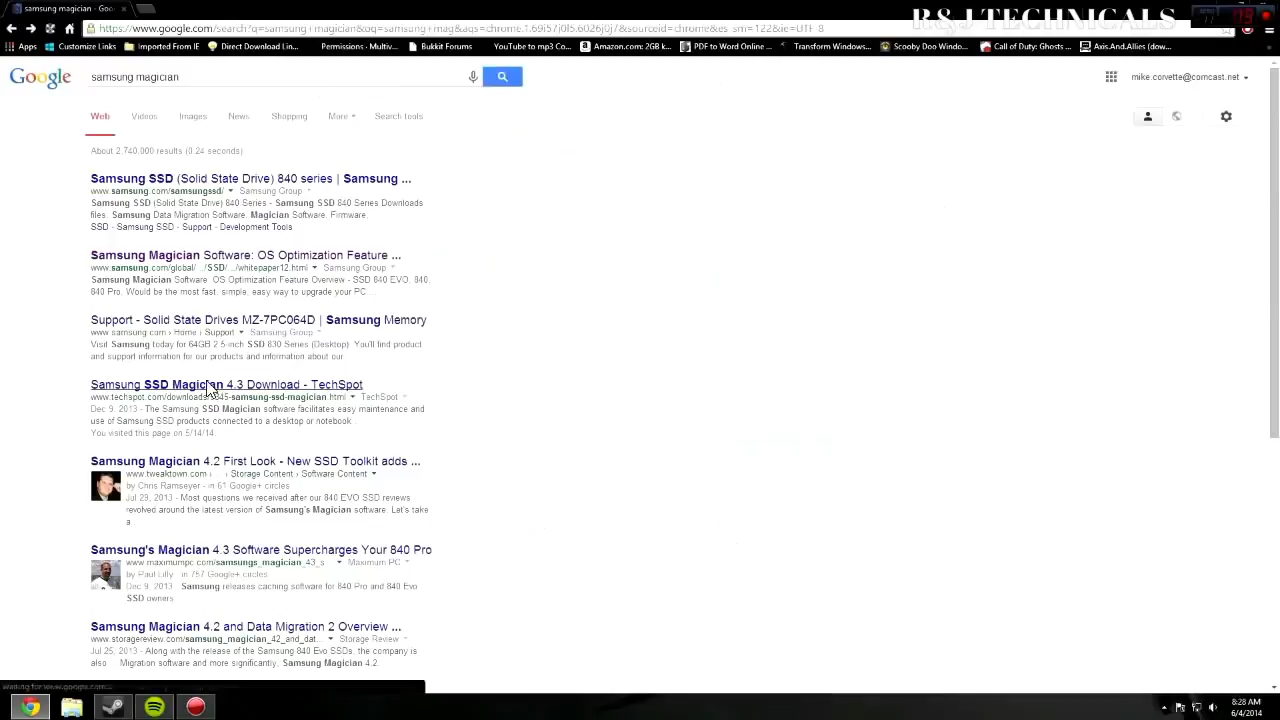 samsung magician - Goo
R&J TECHNICALS
https://www.google.com/search?q=samsung+magician&oq=samsung+mag&aqs=chrome.1.69i57j0l5.6026j0j7&sourceid=chrome&es_sm=122&ie=UTF-8
Apps Customize Links Imported From IE Direct Download Lin... Permissions - Multiv... Bukkit Forums YouTube to mp3 Co... Amazon.com: 2GB k... PDF to Word Online ... Transform Windows... Scooby Doo Wind... Call of Duty: Ghosts ... Axis.And.Allies (dow...
Google samsung magician mike.corvette@comcast.net
Web Videos Images News Shopping More Search tools
About 2,740,000 results (0.24 seconds)
Samsung SSD (Solid State Drive) 840 series | Samsung ...
www.samsung.com/samsungssd/ Samsung Group
Samsung SSD (Solid State Drive) 840 Series - Samsung SSD 840 Series Downloads
files. Samsung Data Migration Software. Magician Software. Firmware.
SSD - Samsung SSD - Support - Development Tools
Samsung Magician Software: OS Optimization Feature ...
www.samsung.com/global/.../SSD/.../whitepaper12.html Samsung Group
Samsung Magician Software OS Optimization Feature Overview - SSD 840 EVO, 840
840 Pro. Would be the most fast, simple, easy way to upgrade your PC...
Support - Solid State Drives MZ-7PC064D | Samsung Memory
www.samsung.com › Home › Support Samsung Group
Visit Samsung today for 64GB 2.5-inch SSD 830 Series (Desktop). You'll find product
and support information for our products and information about our
Samsung SSD Magician 4.3 Download - TechSpot
www.techspot.com/downloads/ 45-samsung-ssd-magician.html TechSpot
Dec 9, 2013 - The Samsung SSD Magician software facilitates easy maintenance and
use of Samsung SSD products connected to a desktop or notebook...
You visited this page on 5/14/14.
Samsung Magician 4.2 First Look - New SSD Toolkit adds ...
www.tweaktown.com › ... › Storage Content › Software Content
by Chris Ramseyer - in 61 Google+ circles
Jul 29, 2013 - Most questions we received after our 840 EVO SSD reviews
revolved around the latest version of Samsung's Magician software. Let's take
a
Samsung's Magician 4.3 Software Supercharges Your 840 Pro
www.maximumpc.com/samsungs_magician_43_s Maximum PC
by Paul Lilly - in 757 Google+ circles
Dec 9, 2013 - Samsung releases caching software for 840 Pro and 840 Evo
SSD owners
Samsung Magician 4.2 and Data Migration 2 Overview ...
www.storagereview.com/samsung_magician_42_and_dat... Storage Review
Jul 25, 2013 - Along with the release of the Samsung 840 Evo SSDs, the company is
also Migration software and more significantly, Samsung Magician 4.2.
Waiting for www.google.com...
8:28 AM
6/4/2014